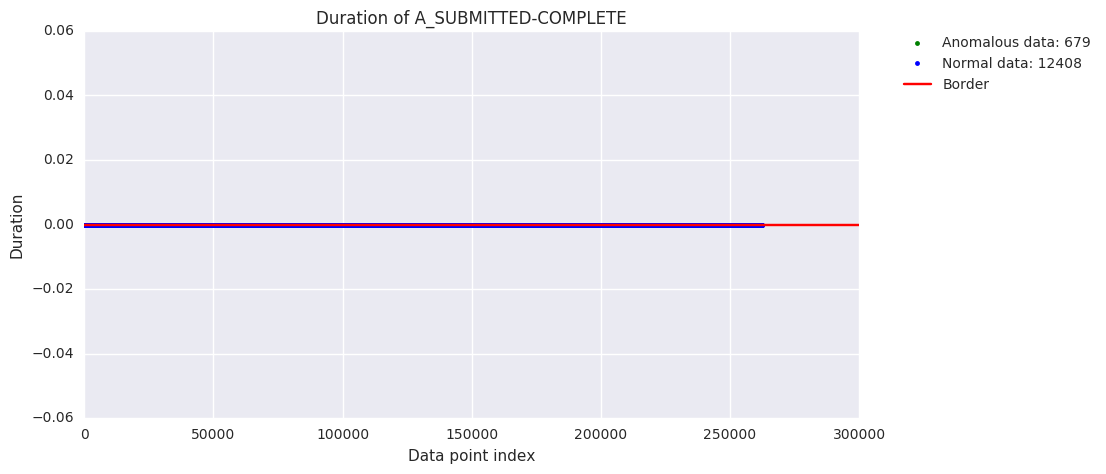 Duration of A_SUBMITTED-COMPLETE
0.06
0.04
0.02
0.00
−0.02
−0.04
−0.06
Duration
0 50000 100000 150000 200000 250000 300000
Data point index
Anomalous data: 679
Normal data: 12408
Border